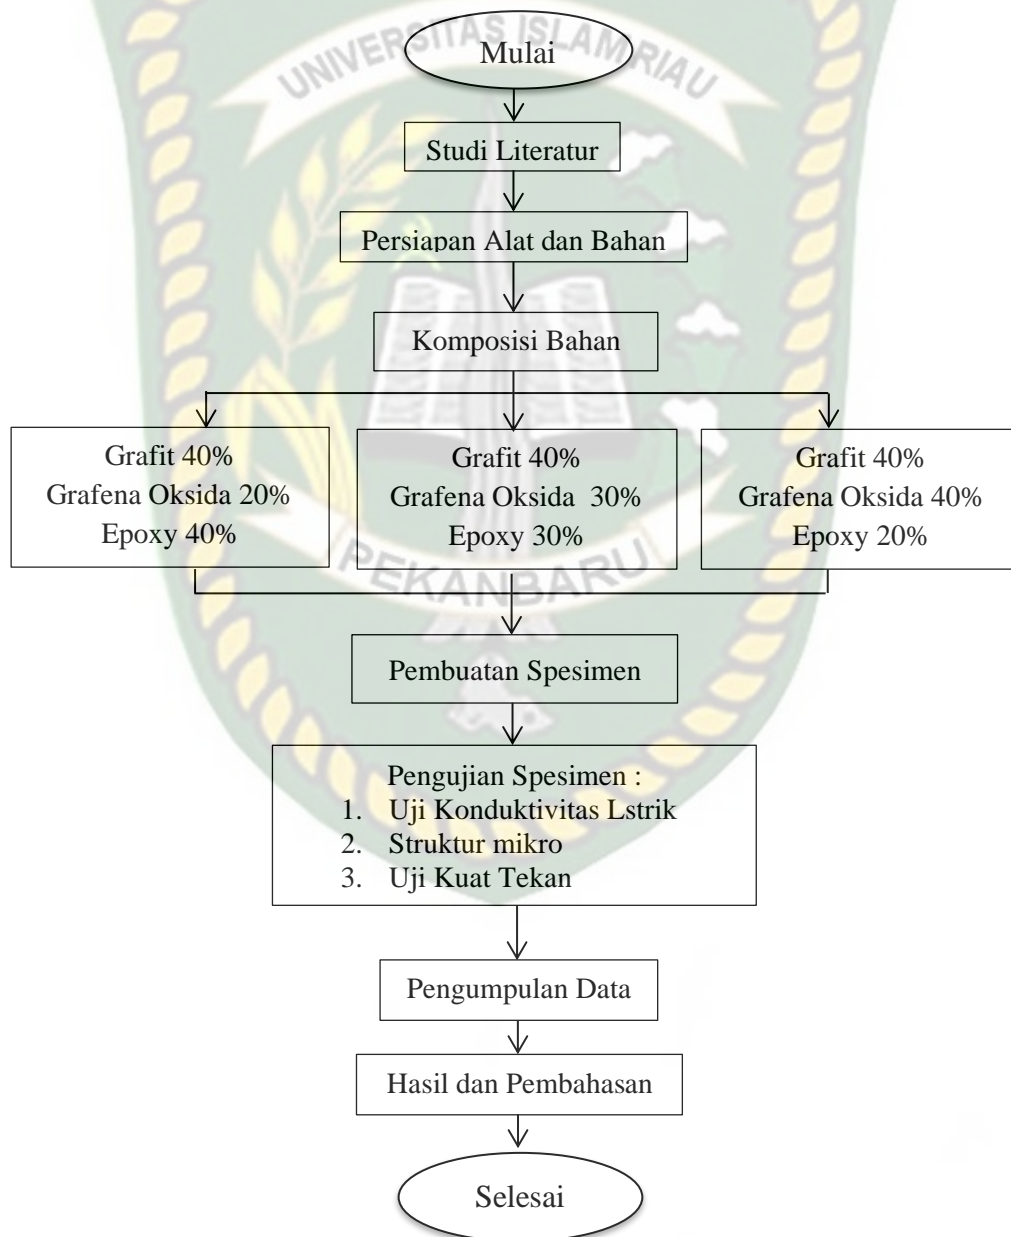 UNIVERSITAS ISLAM RIAU
Mulai
Studi Literatur
Persiapan Alat dan Bahan
Komposisi Bahan
Grafit 40%
Grafena Oksida 20%
Epoxy 40%
Grafit 40%
Grafena Oksida  30%
Epoxy 30%
Grafit 40%
Grafena Oksida 40%
Epoxy 20%
PEKANBARU
Pembuatan Spesimen
Pengujian Spesimen :
1. Uji Konduktivitas Lstrik
2. Struktur mikro
3. Uji Kuat Tekan
Pengumpulan Data
Hasil dan Pembahasan
Selesai